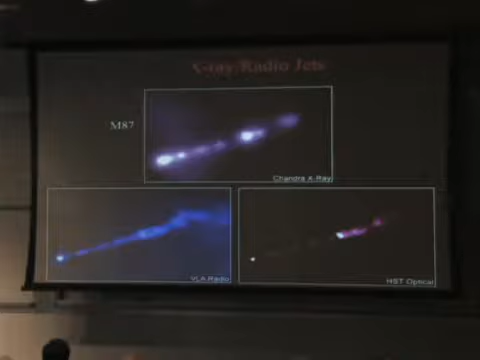 X-ray/Radio Jets
M87
Chandra X-Ray
VLA Radio
HST Optical